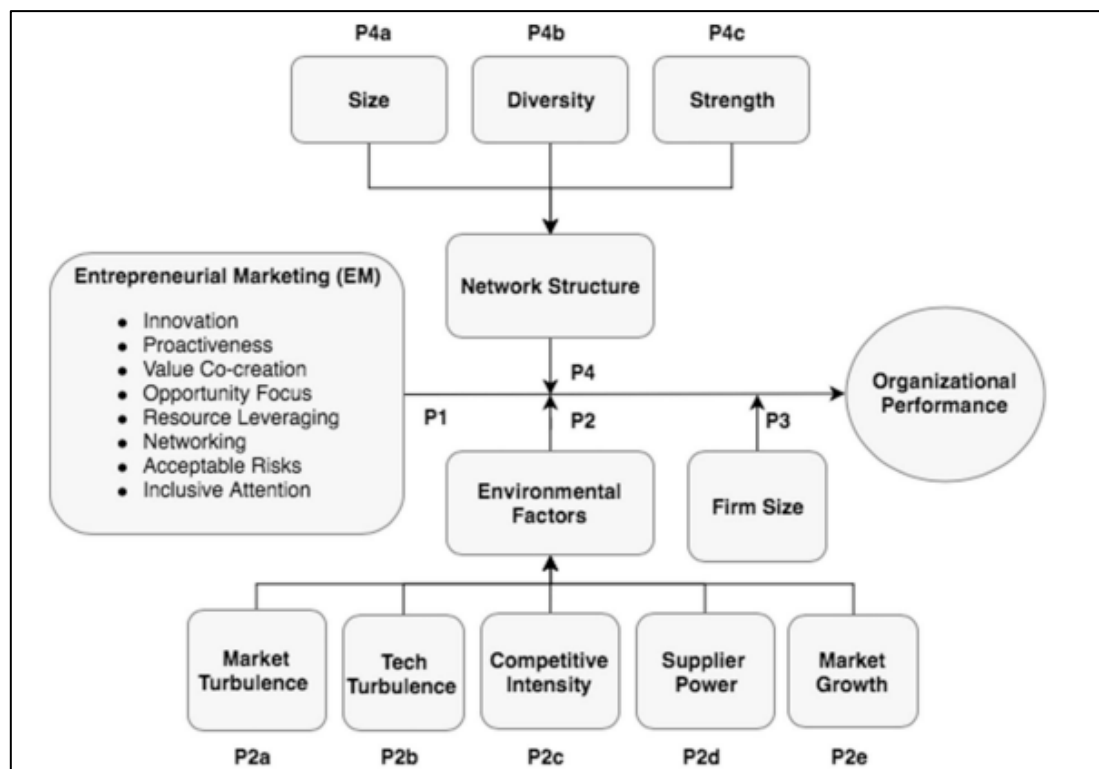 P4a P4b P4c
Size Diversity Strength
Network Structure
Entrepreneurial Marketing (EM)
● Innovation
● Proactiveness
● Value Co-creation
● Opportunity Focus
● Resource Leveraging
● Networking
● Acceptable Risks
● Inclusive Attention
P4
P1
P2
P3
Organizational
Performance
Environmental
Factors
Firm Size
Market
Turbulence
Tech
Turbulence
Competitive
Intensity
Supplier
Power
Market
Growth
P2a P2b P2c P2d P2e